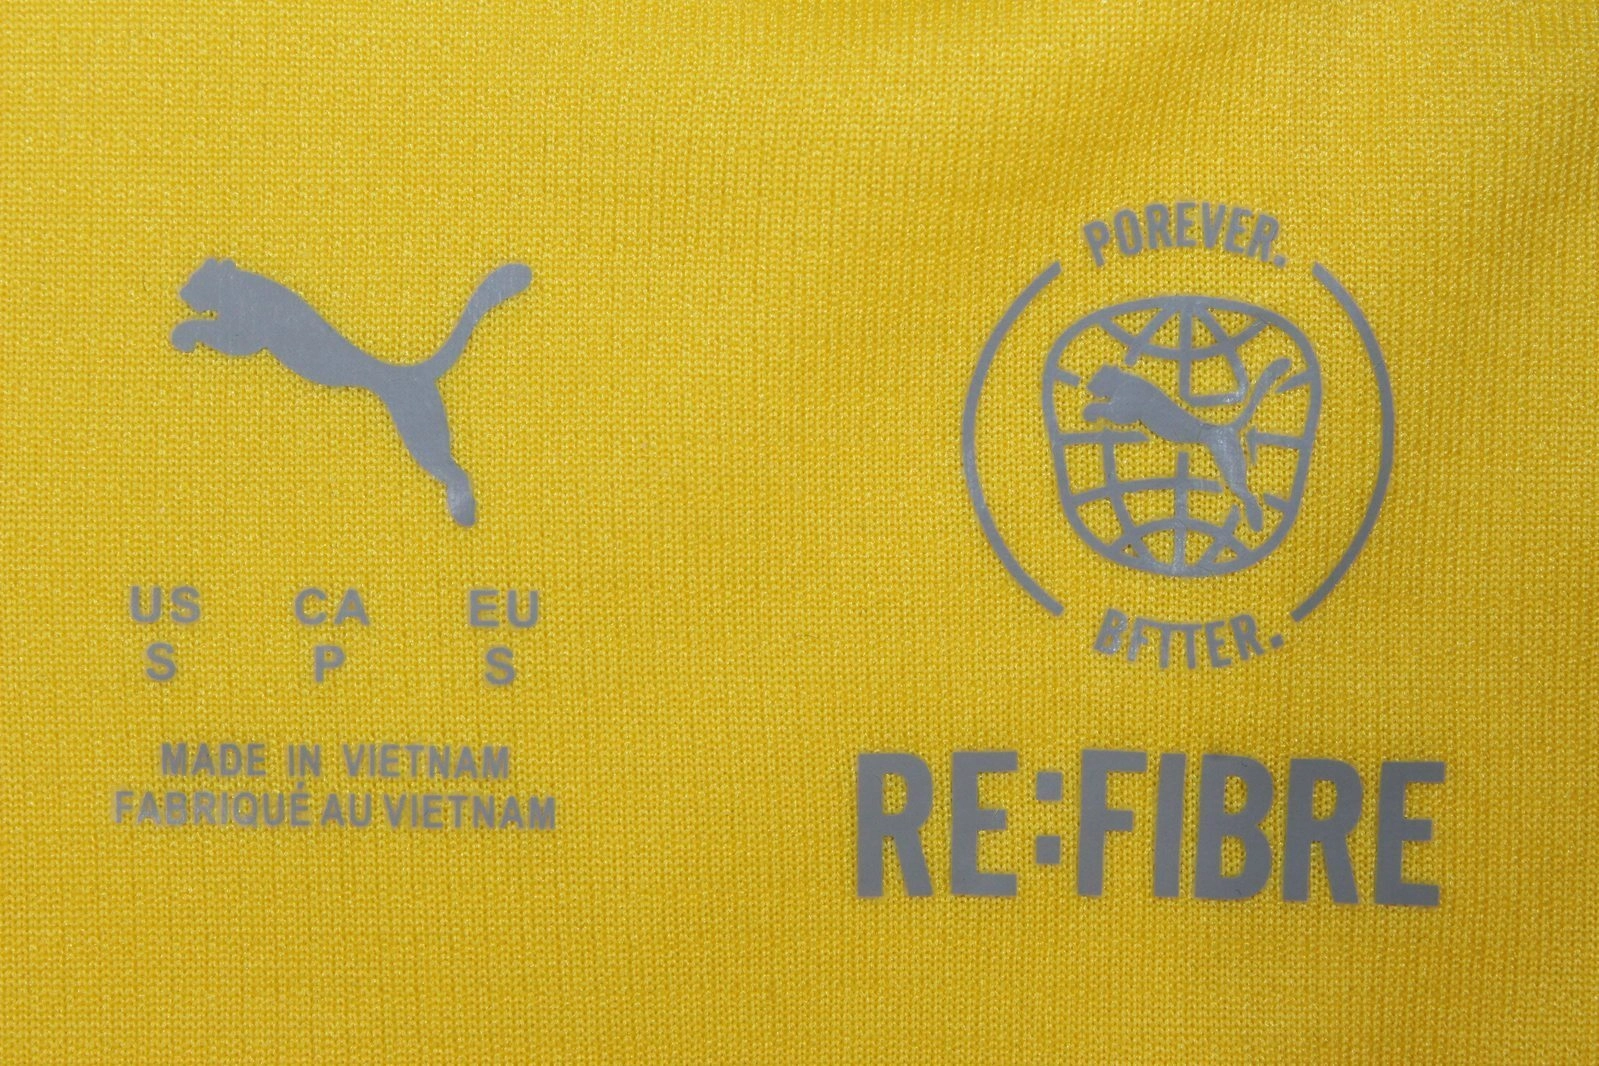 US CA EU
S P S
MADE IN VIETNAM
FABRIQUÉ AU VIETNAM
POREVER.
BFTTER.
RE:FIBRE